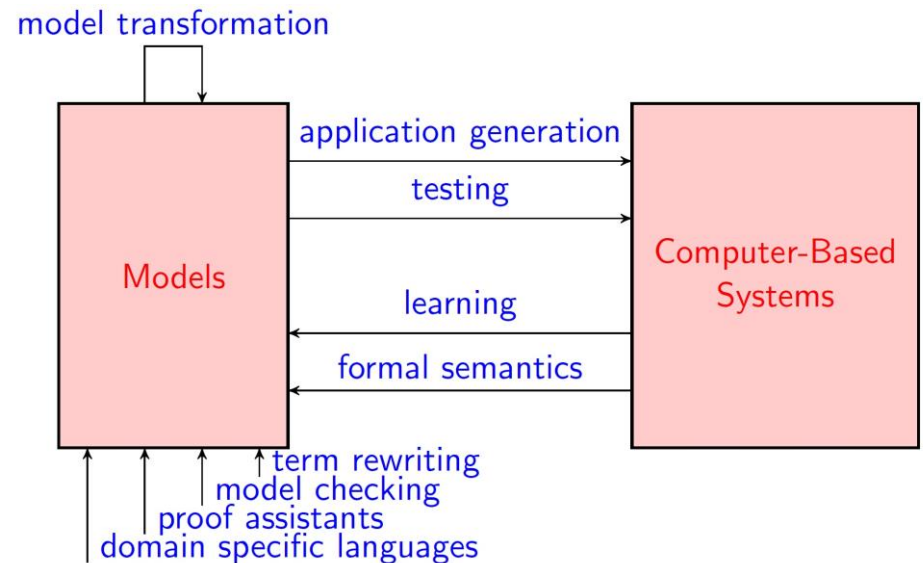 model transformation
application generation
testing
Models
Computer-Based
Systems
learning
formal semantics
term rewriting
model checking
proof assistants
domain specific languages